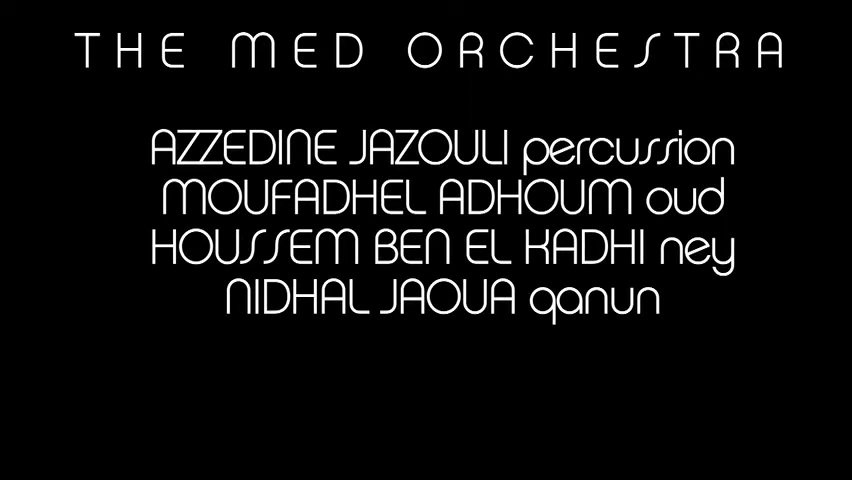 THE MED ORCHESTRA
AZZEDINE JAZOULI percussion
MOUFADHEL ADHOUM oud
HOUSSEM BEN EL KADHI ney
NIDHAL JAOUA qanun